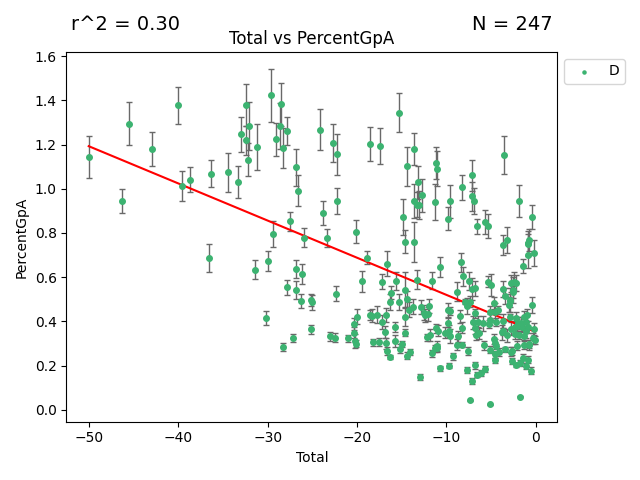 r^2 = 0.30 N = 247
Total vs PercentGpA
D
1.6
1.4
1.2
1.0
0.8
0.6
0.4
0.2
0.0
PercentGpA
−50 −40 −30 −20 −10 0
Total